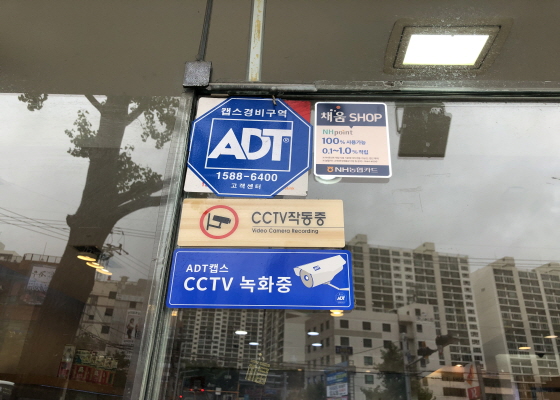 캡스경비구역
ADT®
1588-6400
고객센터
채움 SHOP
NHpoint
100% 사용가능
0.1~1.0% 적립
NH농협카드
CCTV작동중
Video Camera Recording
ADT캡스
CCTV 녹화중